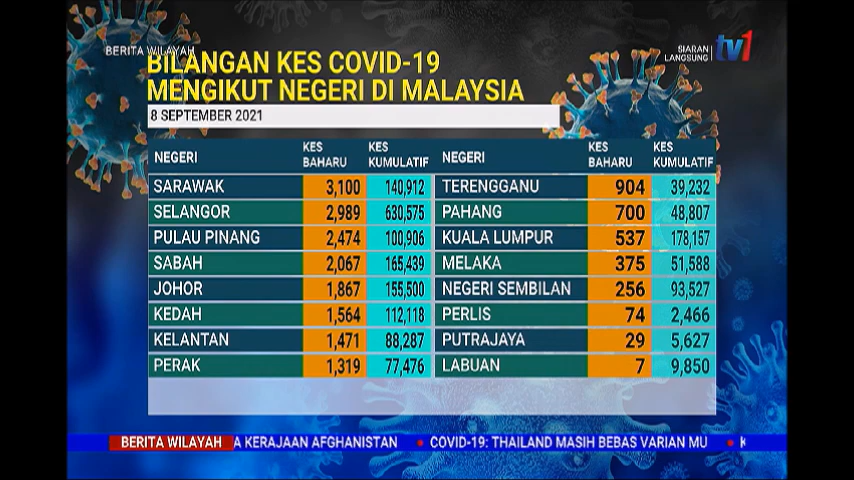 BERITA WILAYAH
SIARAN LANGSUNG tv1
BILANGAN KES COVID-19
MENGIKUT NEGERI DI MALAYSIA
8 SEPTEMBER 2021
NEGERI KES BAHARU KES KUMULATIF NEGERI KES BAHARU KES KUMULATIF
SARAWAK 3,100 140,912 TERENGGANU 904 39,232
SELANGOR 2,989 630,575 PAHANG 700 48,807
PULAU PINANG 2,474 100,906 KUALA LUMPUR 537 178,157
SABAH 2,067 165,439 MELAKA 375 51,588
JOHOR 1,867 155,500 NEGERI SEMBILAN 256 93,527
KEDAH 1,564 112,118 PERLIS 74 2,466
KELANTAN 1,471 88,287 PUTRAJAYA 29 5,627
PERAK 1,319 77,476 LABUAN 7 9,850
BERITA WILAYAH A KERAJAAN AFGHANISTAN • COVID-19: THAILAND MASIH BEBAS VARIAN MU • K